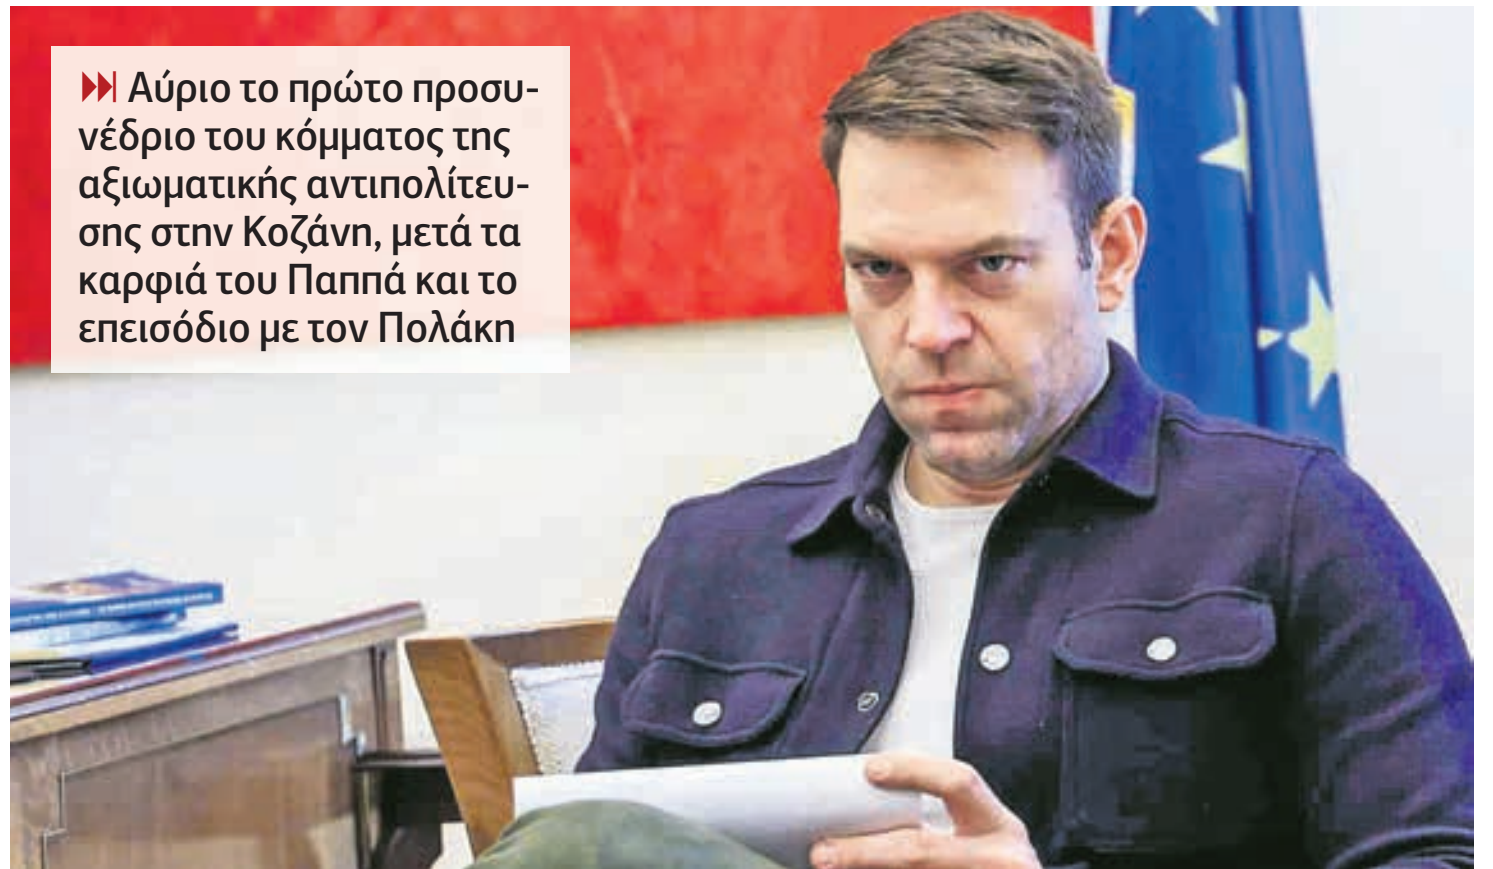 Αύριο το πρώτο προσυ-
νέδριο του κόμματος της
αξιωματικής αντιπολίτευ-
σης στην Κοζάνη, μετά τα
καρφιά του Παππά και το
επεισόδιο με τον Πολάκη